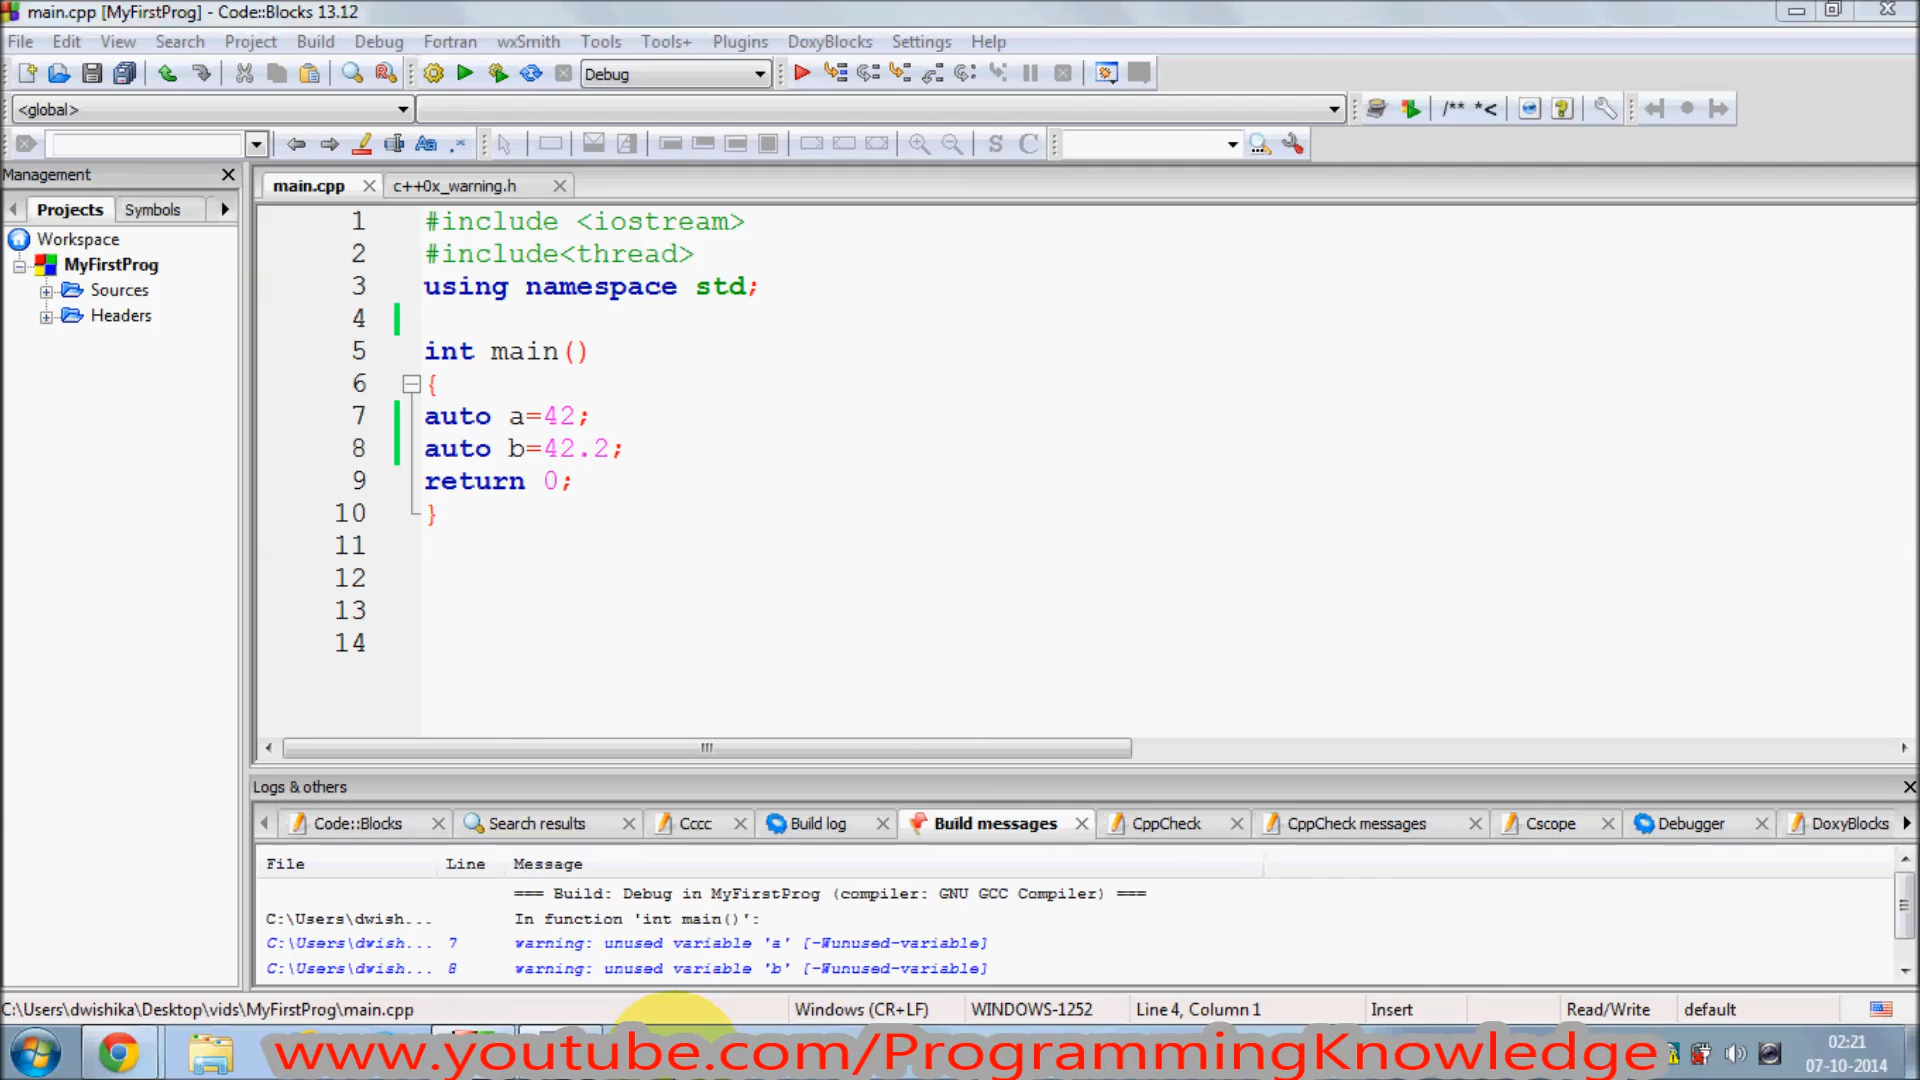 main.cpp [MyFirstProg] - Code::Blocks 13.12
File Edit View Search Project Build Debug Fortran wxSmith Tools Tools+ Plugins DoxyBlocks Settings Help
Debug
<global>
/** *<
S C
Management
main.cpp c++0x_warning.h
Projects Symbols
Workspace
MyFirstProg
Sources
Headers
1 #include <iostream>
2 #include<thread>
3 using namespace std;
4
5 int main()
6 {
7 auto a=42;
8 auto b=42.2;
9 return 0;
10 }
11
12
13
14
Logs & others
Code::Blocks Search results Cccc Build log Build messages CppCheck CppCheck messages Cscope Debugger DoxyBlocks
File Line Message
=== Build: Debug in MyFirstProg (compiler: GNU GCC Compiler) ===
C:\Users\dwish... In function 'int main()':
C:\Users\dwish... 7 warning: unused variable 'a' [-Wunused-variable]
C:\Users\dwish... 8 warning: unused variable 'b' [-Wunused-variable]
C:\Users\dwishika\Desktop\vids\MyFirstProg\main.cpp Windows (CR+LF) WINDOWS-1252 Line 4, Column 1 Insert Read/Write default
www.youtube.com/ProgrammingKnowledge
02:21
07-10-2014